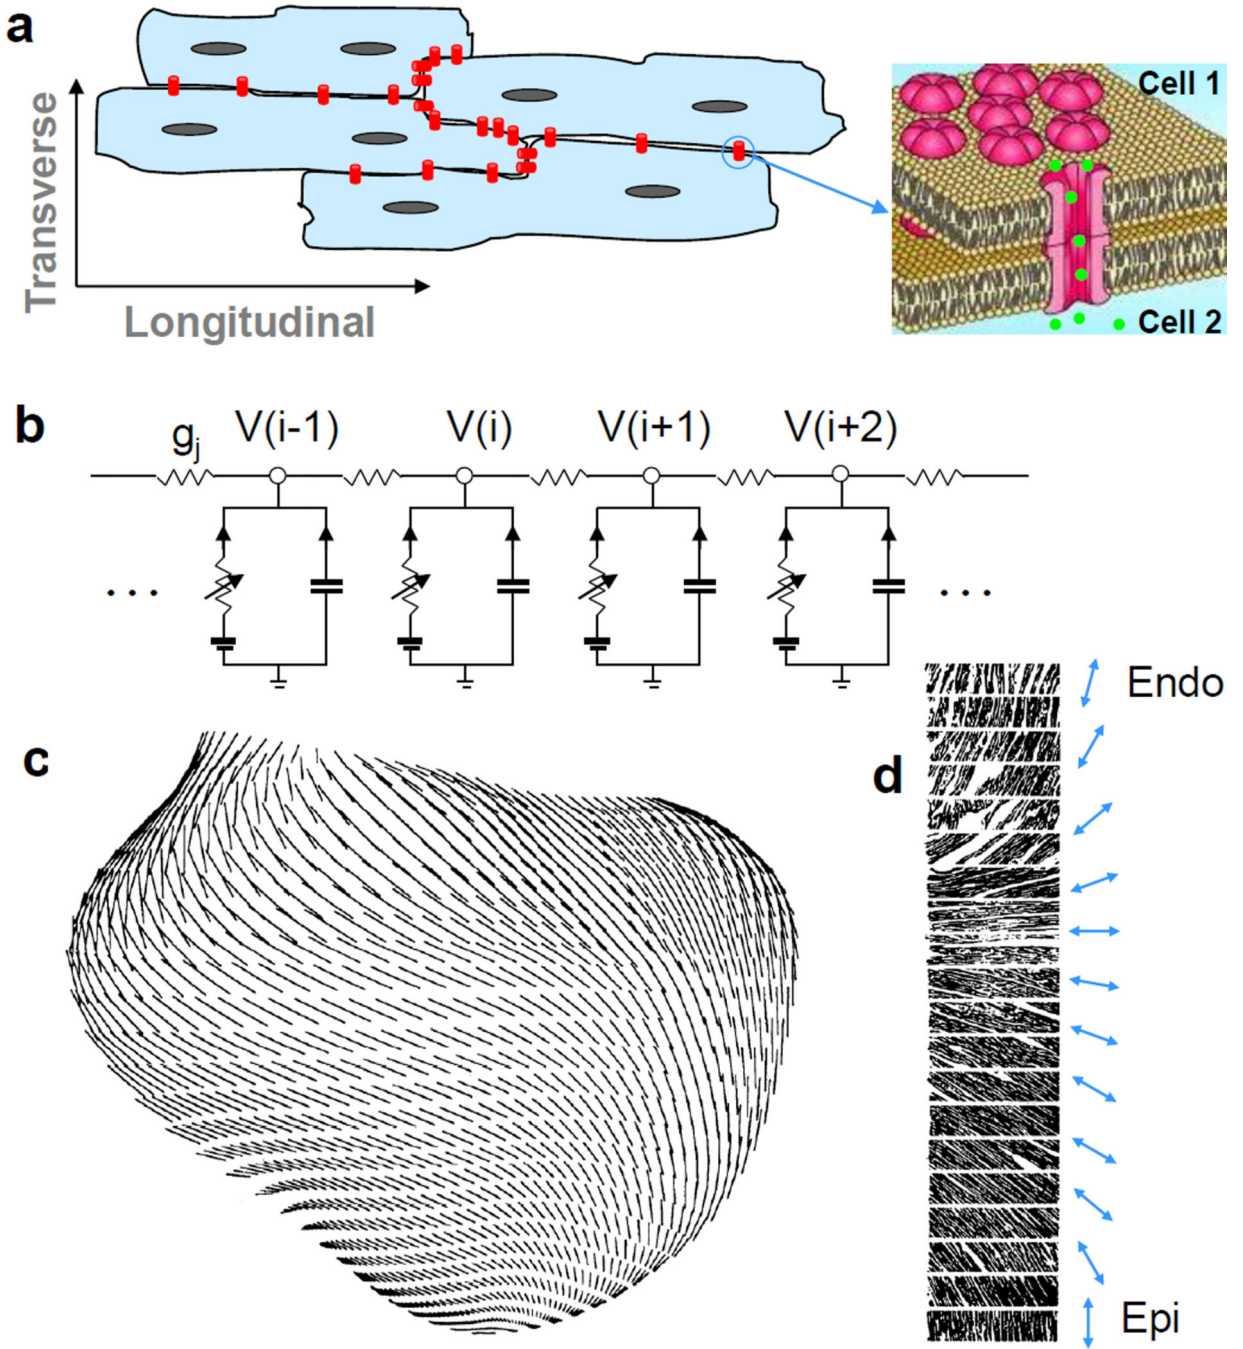 a
Transverse
Longitudinal
Cell 1
Cell 2
b
gj V(i-1) V(i) V(i+1) V(i+2)
. . . . . .
c
d
Endo
Epi